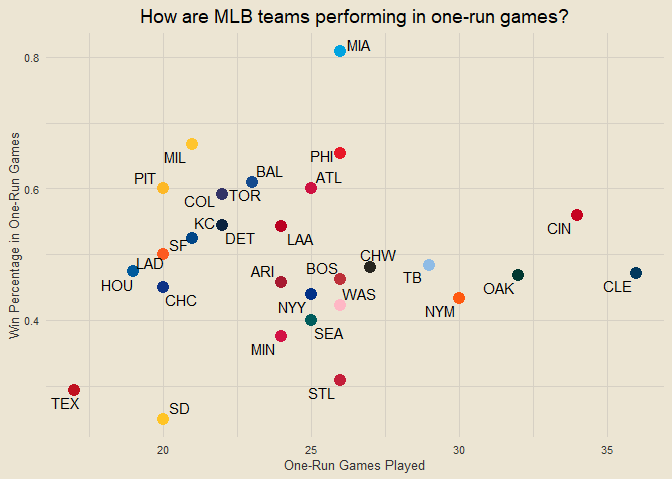 How are MLB teams performing in one-run games?
MIA
0.8
MIL
PHI
BAL
ATL
PIT
0.6
COL
TOR
KC
CIN
DET
LAA
SF
LAD
CHW
HOU
ARI
BOS
TB
CHC
WAS
OAK
CLE
NYY
NYM
0.4
SEA
MIN
STL
TEX
SD
20
25
30
35
One-Run Games Played
Win Percentage in One-Run Games